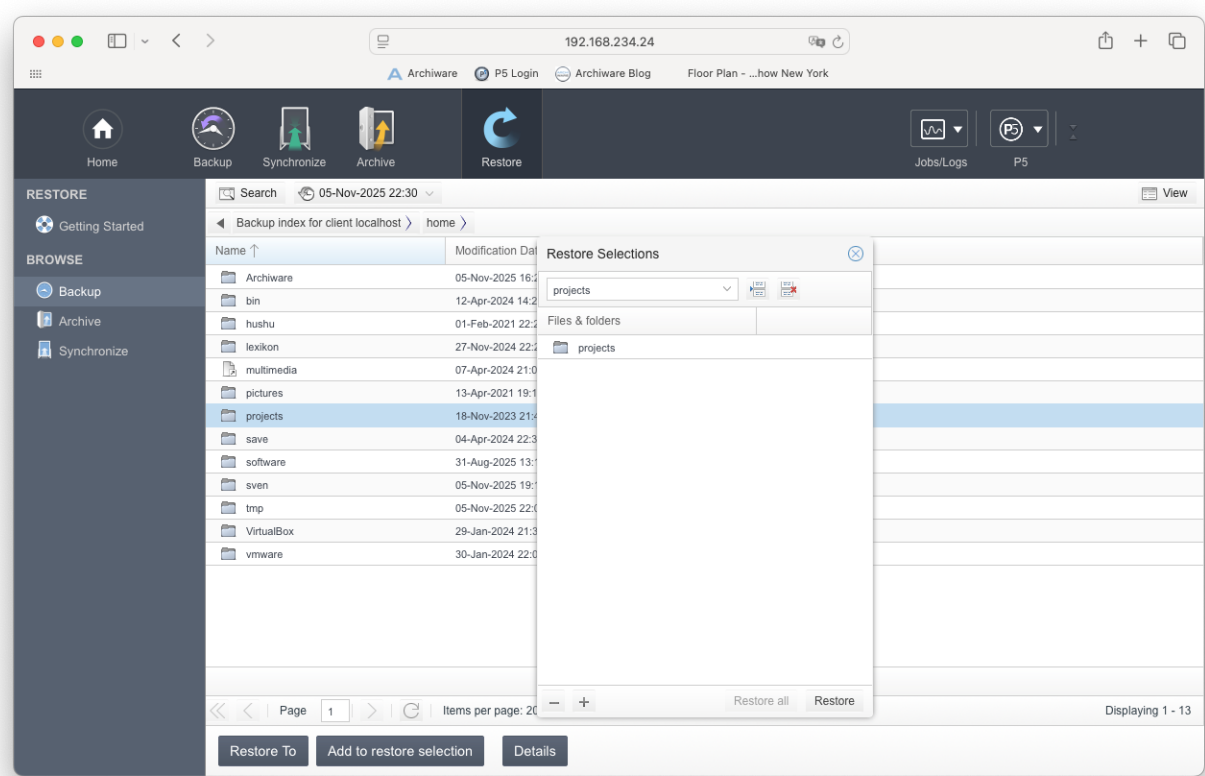 192.168.234.24
Archiware P5 Login Archiware Blog Floor Plan - ...how New York
Home Backup Synchronize Archive Restore Jobs/Logs P5
RESTORE
Getting Started
BROWSE
Backup
Archive
Synchronize
Search 05-Nov-2025 22:30 View
Backup index for client localhost home
Name Modification Dat
Archiware 05-Nov-2025 16:2
bin 12-Apr-2024 14:2
hushu 01-Feb-2021 22:2
lexikon 27-Nov-2024 22:2
multimedia 07-Apr-2024 21:0
pictures 13-Apr-2021 19:1
projects 18-Nov-2023 21:4
save 04-Apr-2024 22:3
software 31-Aug-2025 13:1
sven 05-Nov-2025 19:1
tmp 05-Nov-2025 22:0
VirtualBox 29-Jan-2024 21:3
vmware 30-Jan-2024 22:0
Restore Selections
projects
Files & folders
projects
Restore all Restore
Page 1 Items per page: 20 Displaying 1 - 13
Restore To Add to restore selection Details